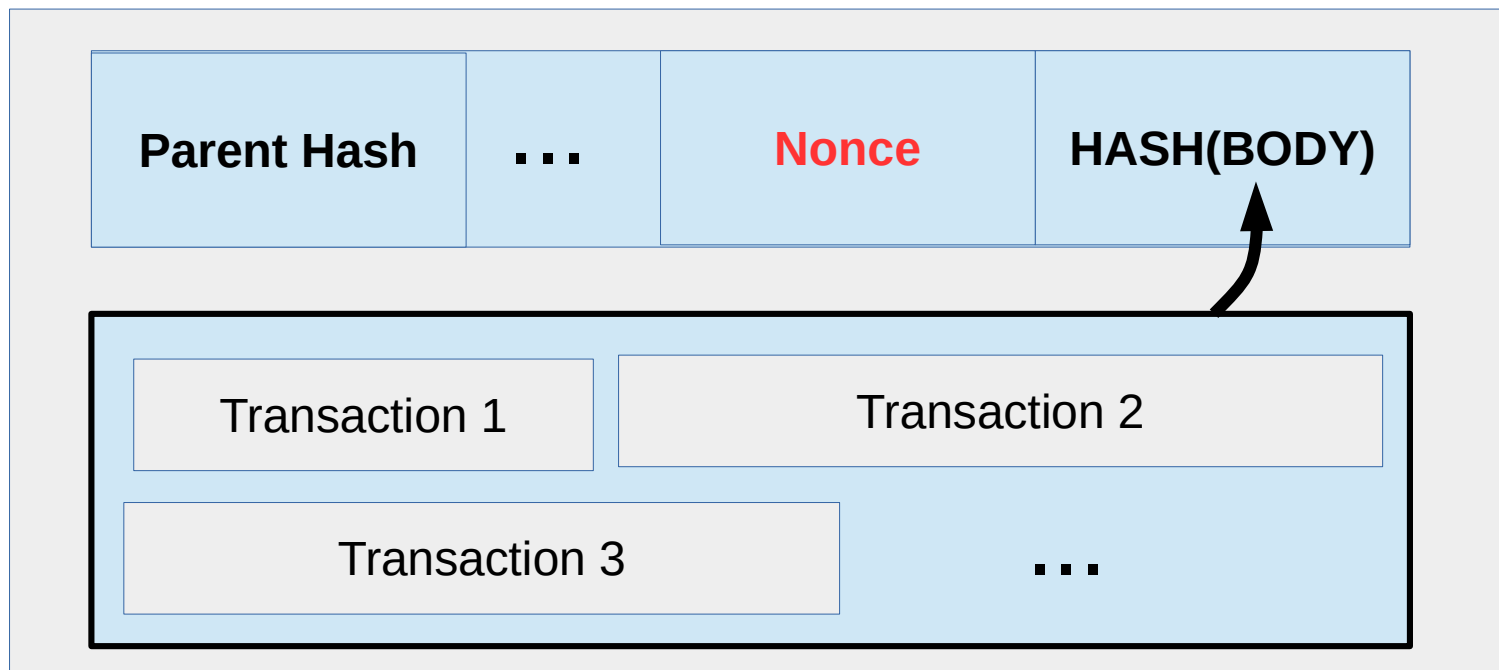 Parent Hash ... Nonce HASH(BODY)
Transaction 1 Transaction 2
Transaction 3 ...